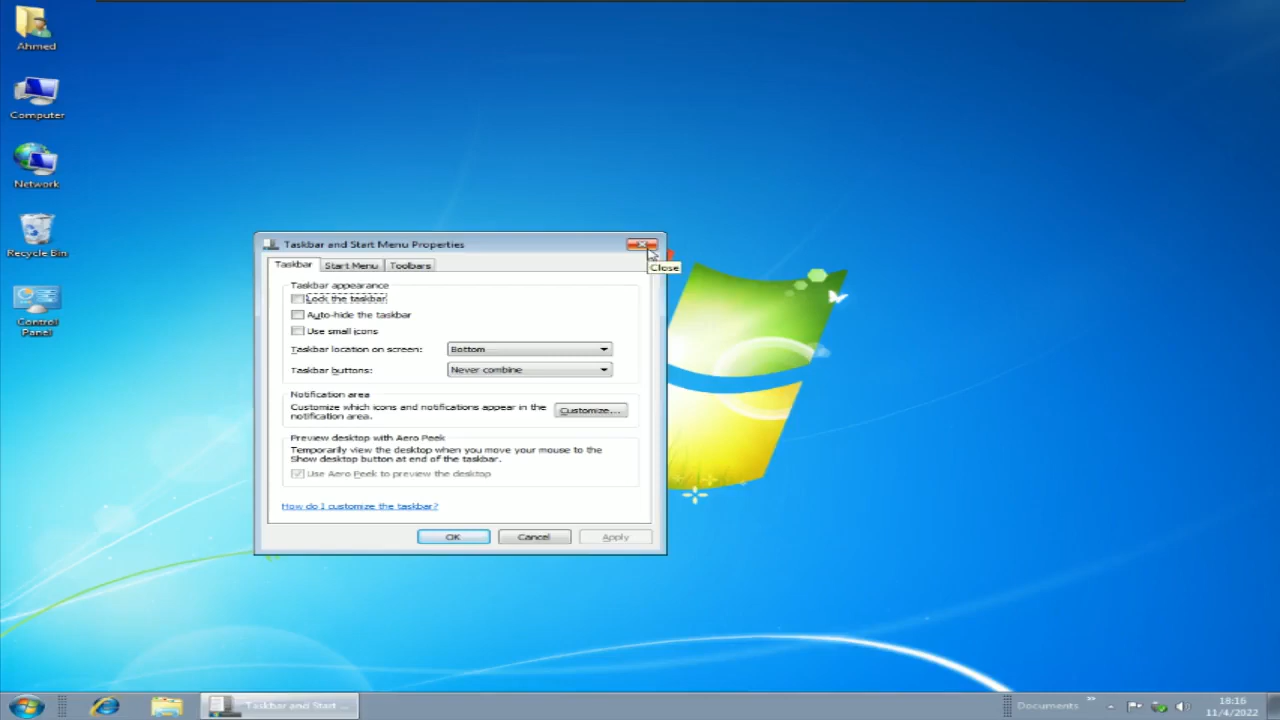 Ahmed
Computer
Network
Recycle Bin
Control
Panel
Taskbar and Start Menu Properties
Close
Taskbar
Start Menu
Toolbars
Taskbar appearance
Lock the taskbar
Auto-hide the taskbar
Use small icons
Taskbar location on screen:
Bottom
Taskbar buttons:
Never combine
Notification area
Customize which icons and notifications appear in the
notification area.
Customize...
Preview desktop with Aero Peek
Temporarily view the desktop when you move your mouse to the
Show desktop button at end of the taskbar.
Use Aero Peek to preview the desktop
How do I customize the taskbar?
OK
Cancel
Apply
Taskbar and Start ...
Documents
18:16
11/4/2022